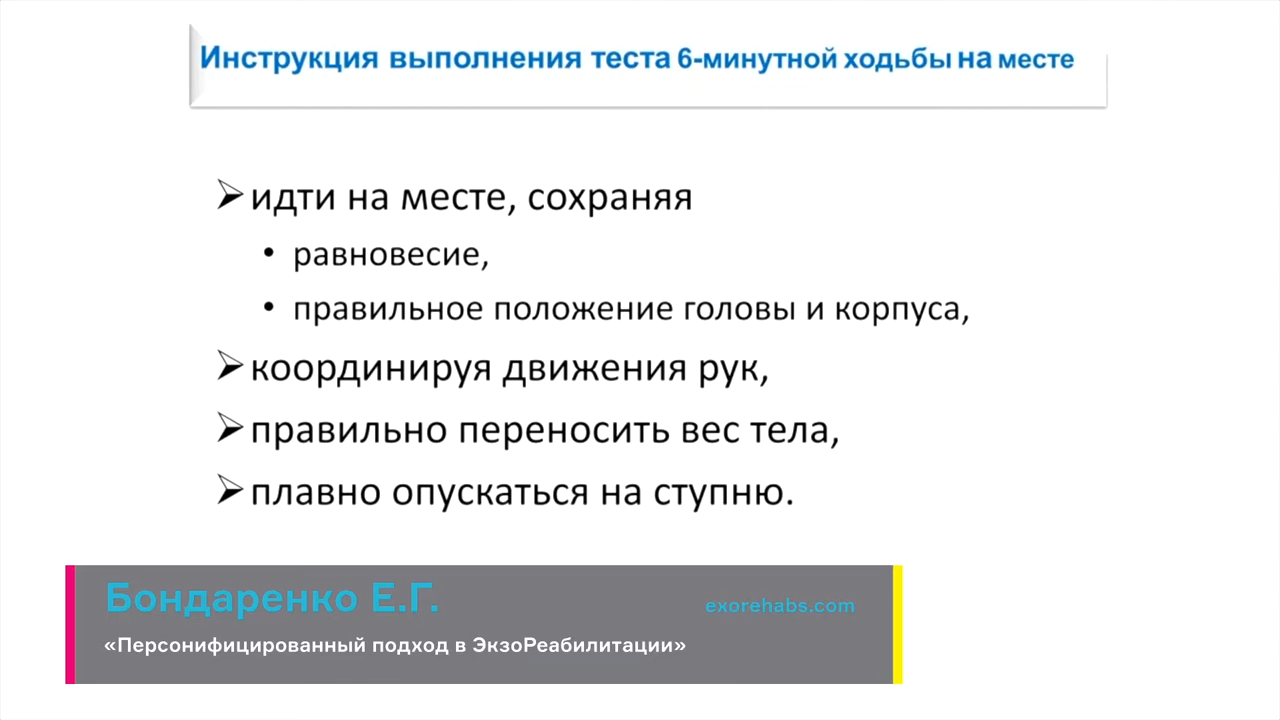 Инструкция выполнения теста 6-минутной ходьбы на месте
идти на месте, сохраняя
равновесие,
правильное положение головы и корпуса,
координируя движения рук,
правильно переносить вес тела,
плавно опускаться на ступню.
Бондаренко Е.Г.
exorehabs.com
«Персонифицированный подход в ЭкзоРеабилитации»